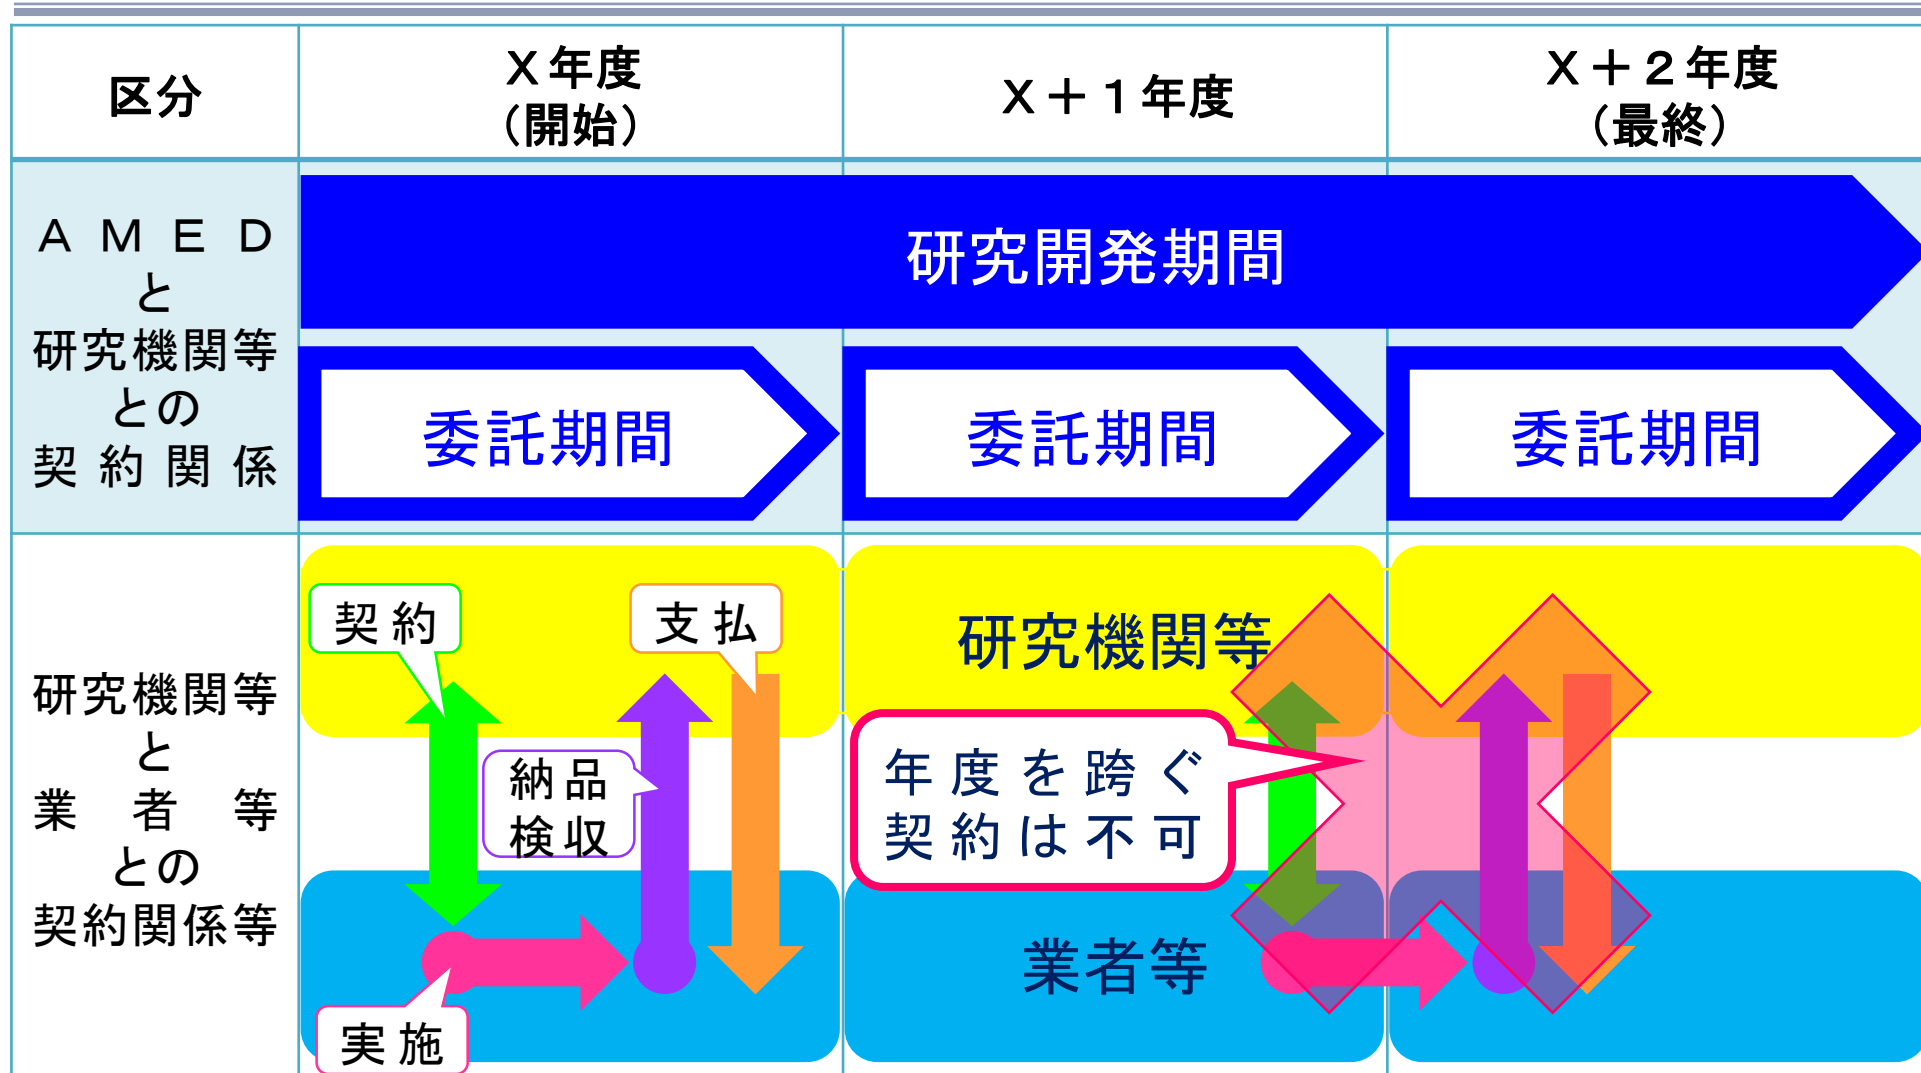 区分
X年度
（開始）
X＋1年度
X＋2年度
（最終）
AMED
と
研究機関等
との
契約関係
研究開発期間
委託期間
委託期間
委託期間
研究機関等
と
業者等
との
契約関係等
契約
支払
納品
検収
実施
研究機関等
年度を跨ぐ
契約は不可
業者等